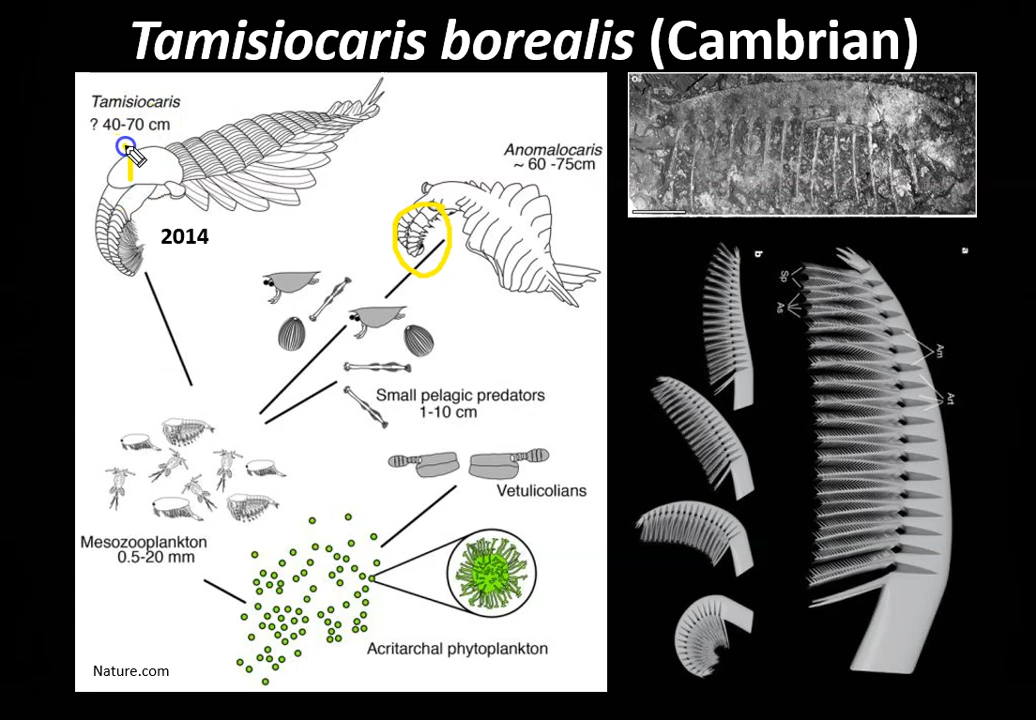 Tamisiocaris borealis (Cambrian)
Tamisiocaris
? 40-70 cm
Anomalocaris
~ 60 -75cm
2014
Small pelagic predators
1-10 cm
Vetulicolians
Mesozooplankton
0.5-20 mm
Acritarchal phytoplankton
Nature.com
b
a
Sp
As
Am
Art